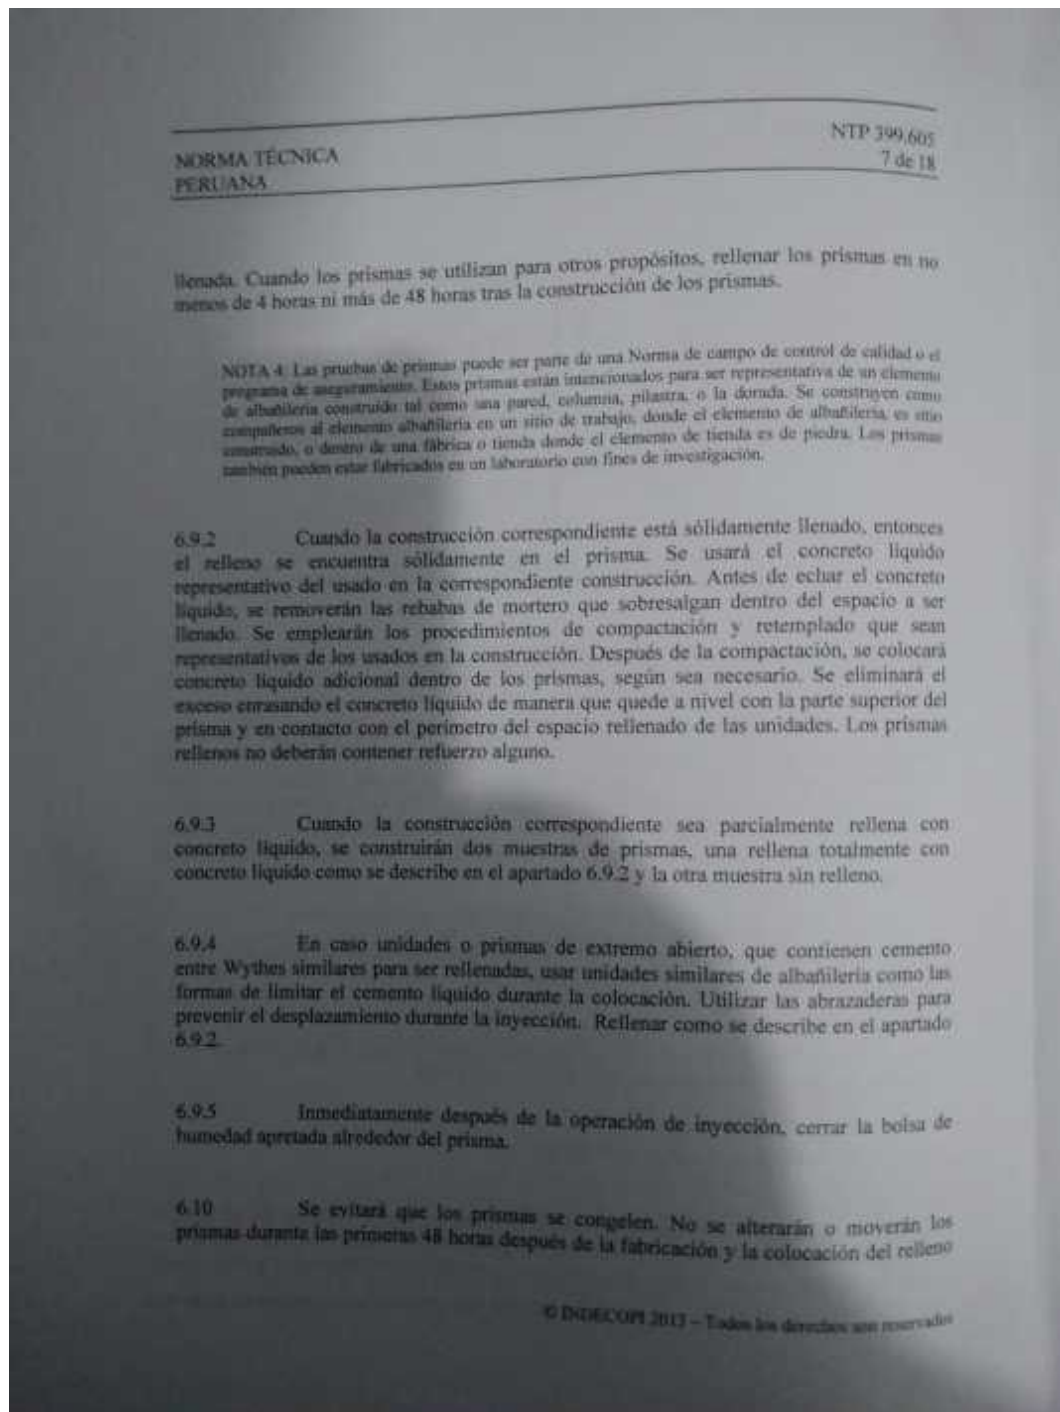 NORMA TÉCNICA
PERUANA
NTP 399.605
7 de 18
llenada. Cuando los prismas se utilizan para otros propósitos, rellenar los prismas en no
menos de 4 horas ni más de 48 horas tras la construcción de los prismas.
NOTA 4: Las pruebas de prismas puede ser parte de una Norma de campo de control de calidad o el
programa de aseguramiento. Estos prismas están intencionados para ser representativa de un elemento
de albañilería construido tal como una pared, columna, pilastra, o la dorada. Se construyen como
compañeros al elemento albañilería en un sitio de trabajo, donde el elemento de albañilería, es sitio
construido, o dentro de una fábrica o tienda donde el elemento de tienda es de piedra. Los prismas
también pueden estar fabricados en un laboratorio con fines de investigación.
6.9.2 Cuando la construcción correspondiente está sólidamente llenado, entonces
el relleno se encuentra sólidamente en el prisma. Se usará el concreto líquido
representativo del usado en la correspondiente construcción. Antes de echar el concreto
líquido, se removerán las rebabas de mortero que sobresalgan dentro del espacio a ser
llenado. Se emplearán los procedimientos de compactación y retemplado que sean
representativos de los usados en la construcción. Después de la compactación, se colocará
concreto líquido adicional dentro de los prismas, según sea necesario. Se eliminará el
exceso enrasando el concreto líquido de manera que quede a nivel con la parte superior del
prisma y en contacto con el perímetro del espacio rellenado de las unidades. Los prismas
rellenos no deberán contener refuerzo alguno.
6.9.3 Cuando la construcción correspondiente sea parcialmente rellena con
concreto líquido, se construirán dos muestras de prismas, una rellena totalmente con
concreto líquido como se describe en el apartado 6.9.2 y la otra muestra sin relleno.
6.9.4 En caso unidades o prismas de extremo abierto, que contienen cemento
entre Wythes similares para ser rellenadas, usar unidades similares de albañilería como las
formas de limitar el cemento líquido durante la colocación. Utilizar las abrazaderas para
prevenir el desplazamiento durante la inyección. Rellenar como se describe en el apartado
6.9.2.
6.9.5 Inmediatamente después de la operación de inyección, cerrar la bolsa de
humedad apretada alrededor del prisma.
6.10 Se evitará que los prismas se congelen. No se alterarán o moverán los
prismas durante las primeras 48 horas después de la fabricación y la colocación del relleno
© INDECOPI 2013 – Todos los derechos son reservados